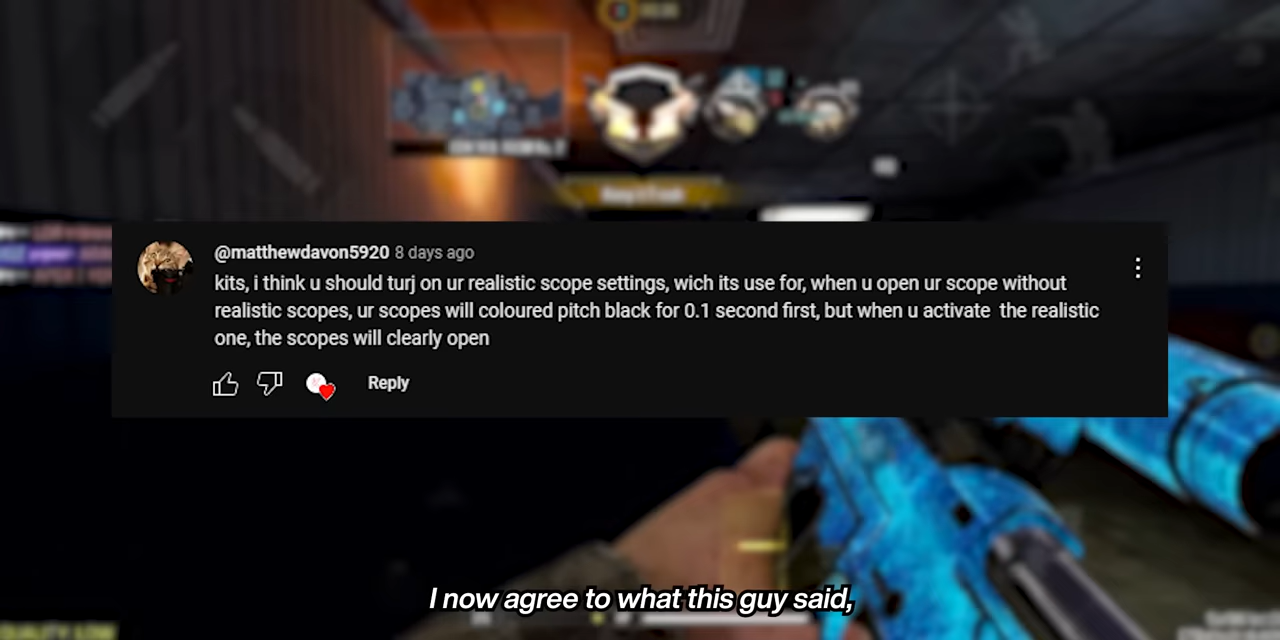 @matthewdavon5920 8 days ago
kits, i think u should turj on ur realistic scope settings, wich its use for, when u open ur scope without
realistic scopes, ur scopes will coloured pitch black for 0.1 second first, but when u activate  the realistic
one, the scopes will clearly open
Reply
I now agree to what this guy said,